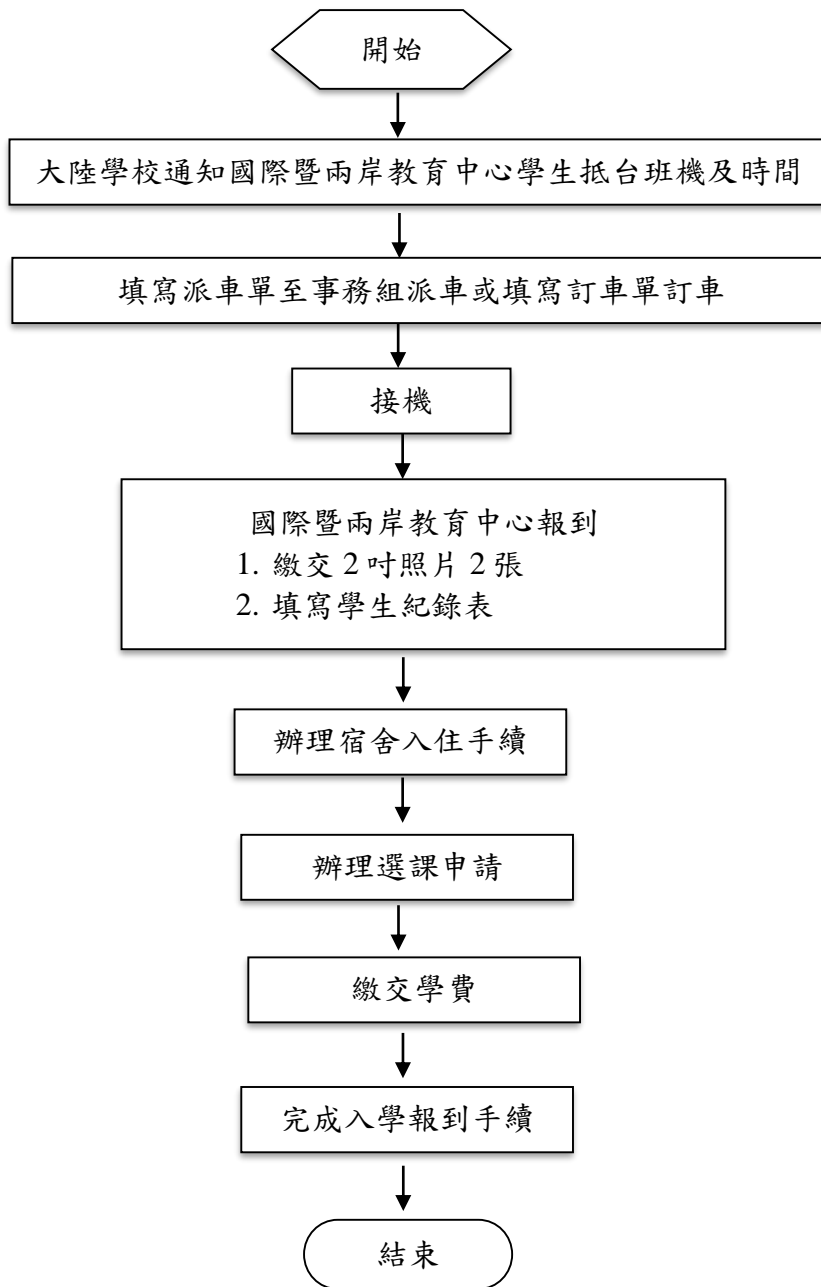 開始
大陸學校通知國際暨兩岸教育中心學生抵台班機及時間
填寫派車單至事務組派車或填寫訂車單訂車
接機
國際暨兩岸教育中心報到
1. 繳交 2 吋照片 2 張
2. 填寫學生紀錄表
辦理宿舍入住手續
辦理選課申請
繳交學費
完成入學報到手續
結束